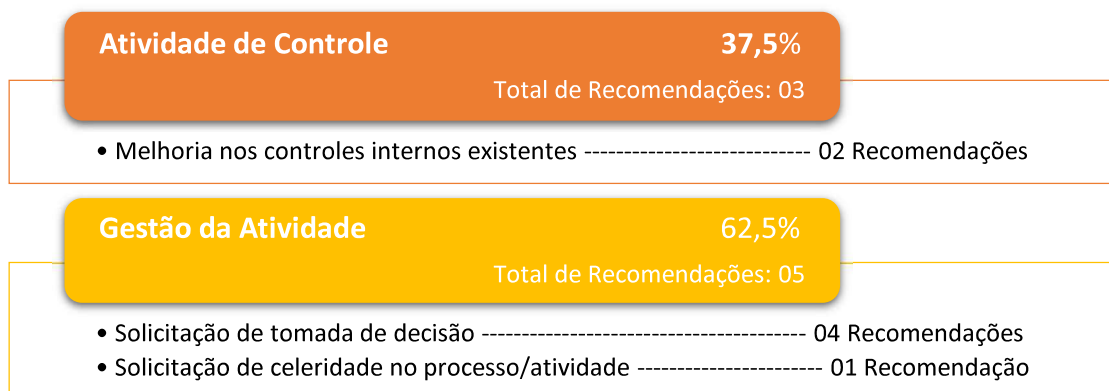 Atividade de Controle 37,5%
Total de Recomendações: 03
• Melhoria nos controles internos existentes ---------------------------- 02 Recomendações
Gestão da Atividade 62,5%
Total de Recomendações: 05
• Solicitação de tomada de decisão ---------------------------------------- 04 Recomendações
• Solicitação de celeridade no processo/atividade ----------------------- 01 Recomendação